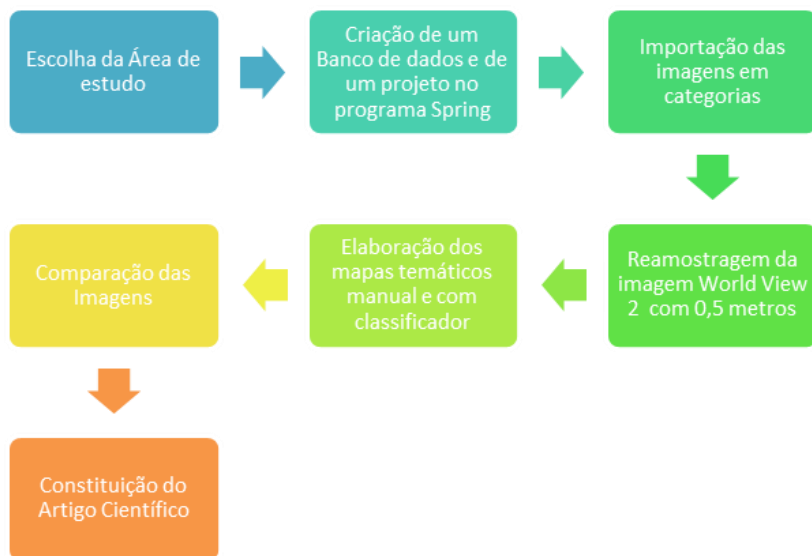 Escolha da Área de
estudo
Criação de um
Banco de dados e de
um projeto no
programa Spring
Importação das
imagens em
categorias
Reamostragem da
imagem World View
2 com 0,5 metros
Elaboração dos
mapas temáticos
manual e com
classificador
Comparação das
Imagens
Constituição do
Artigo Científico